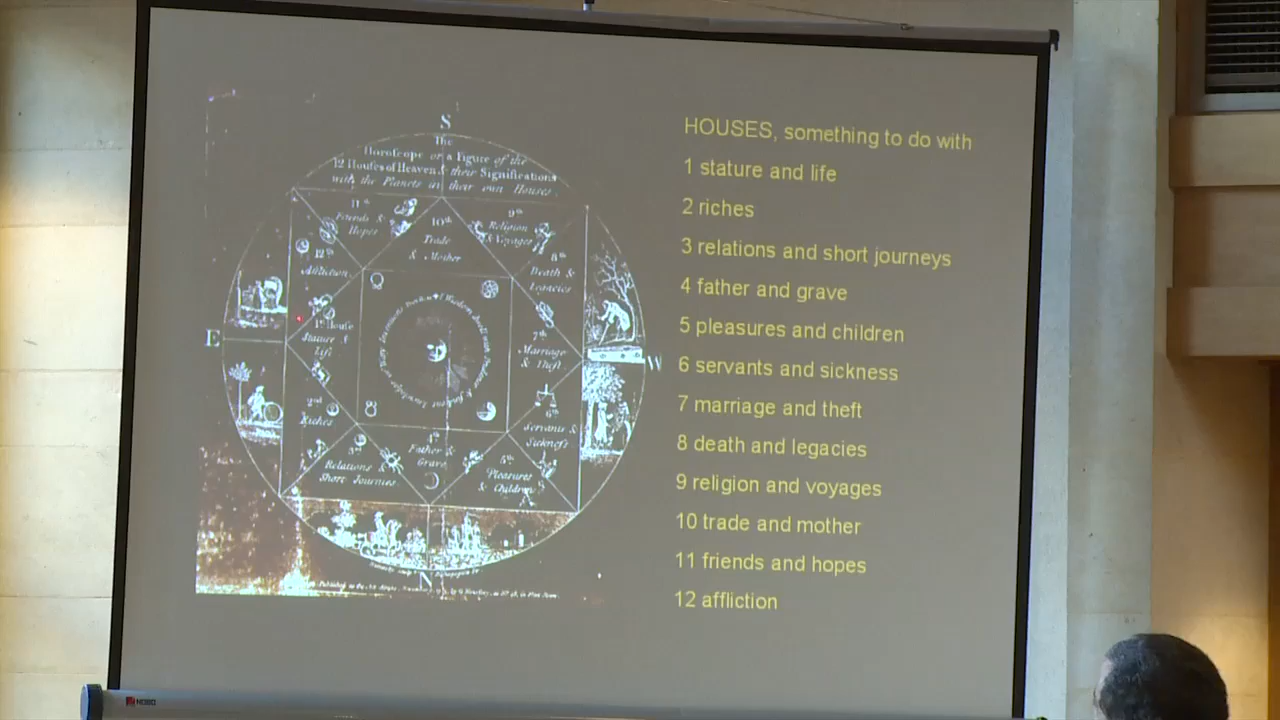 S
The
Horoscope or a Figure of the
12 Houses of Heaven & their Significations
with the Planets in their own Houses.
11th
Friends &
Hopes
10th
Trade
& Mother
9th
Religion
& Voyages
12th
Affliction
8th
Death &
Legacies
1st House
Stature &
Life
7th
Marriage
& Theft
E
W
2nd
Riches
6th
Servants &
Sickness
3rd
Relations &
Short Journies
4th
Father &
Grave
5th
Pleasures
& Children
N
HOUSES, something to do with
1 stature and life
2 riches
3 relations and short journeys
4 father and grave
5 pleasures and children
6 servants and sickness
7 marriage and theft
8 death and legacies
9 religion and voyages
10 trade and mother
11 friends and hopes
12 affliction
NOBO